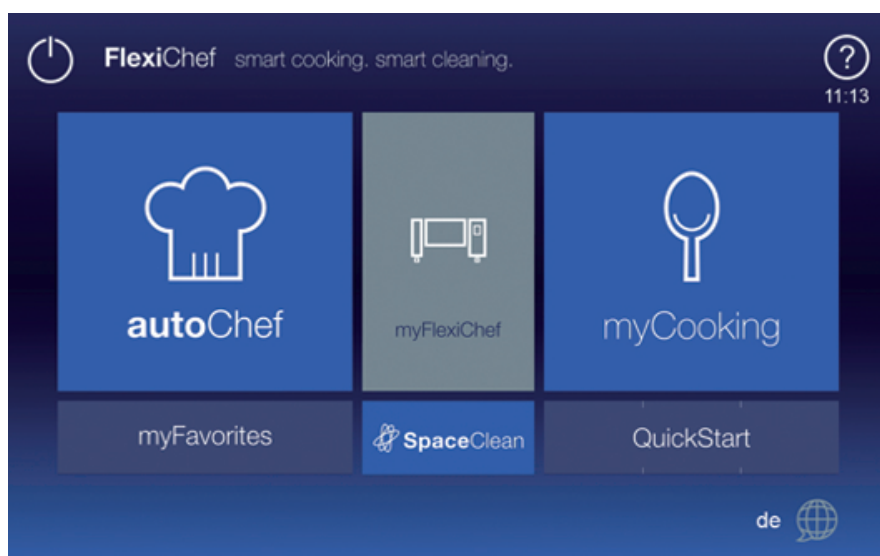 FlexiChef smart cooking. smart cleaning.
?
11:13
autoChef
myFlexiChef
myCooking
myFavorites
SpaceClean
QuickStart
de